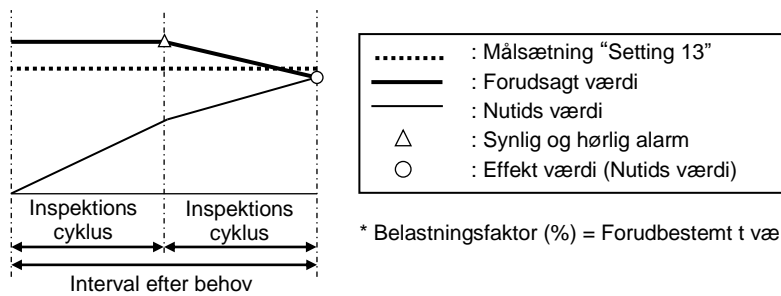 : Målsætning “Setting 13”
: Forudsagt værdi
: Nutids værdi
: Synlig og hørlig alarm
: Effekt værdi (Nutids værdi)
Inspektions
cyklus
Inspektions
cyklus
Interval efter behov
* Belastningsfaktor (%) = Forudbestemt t